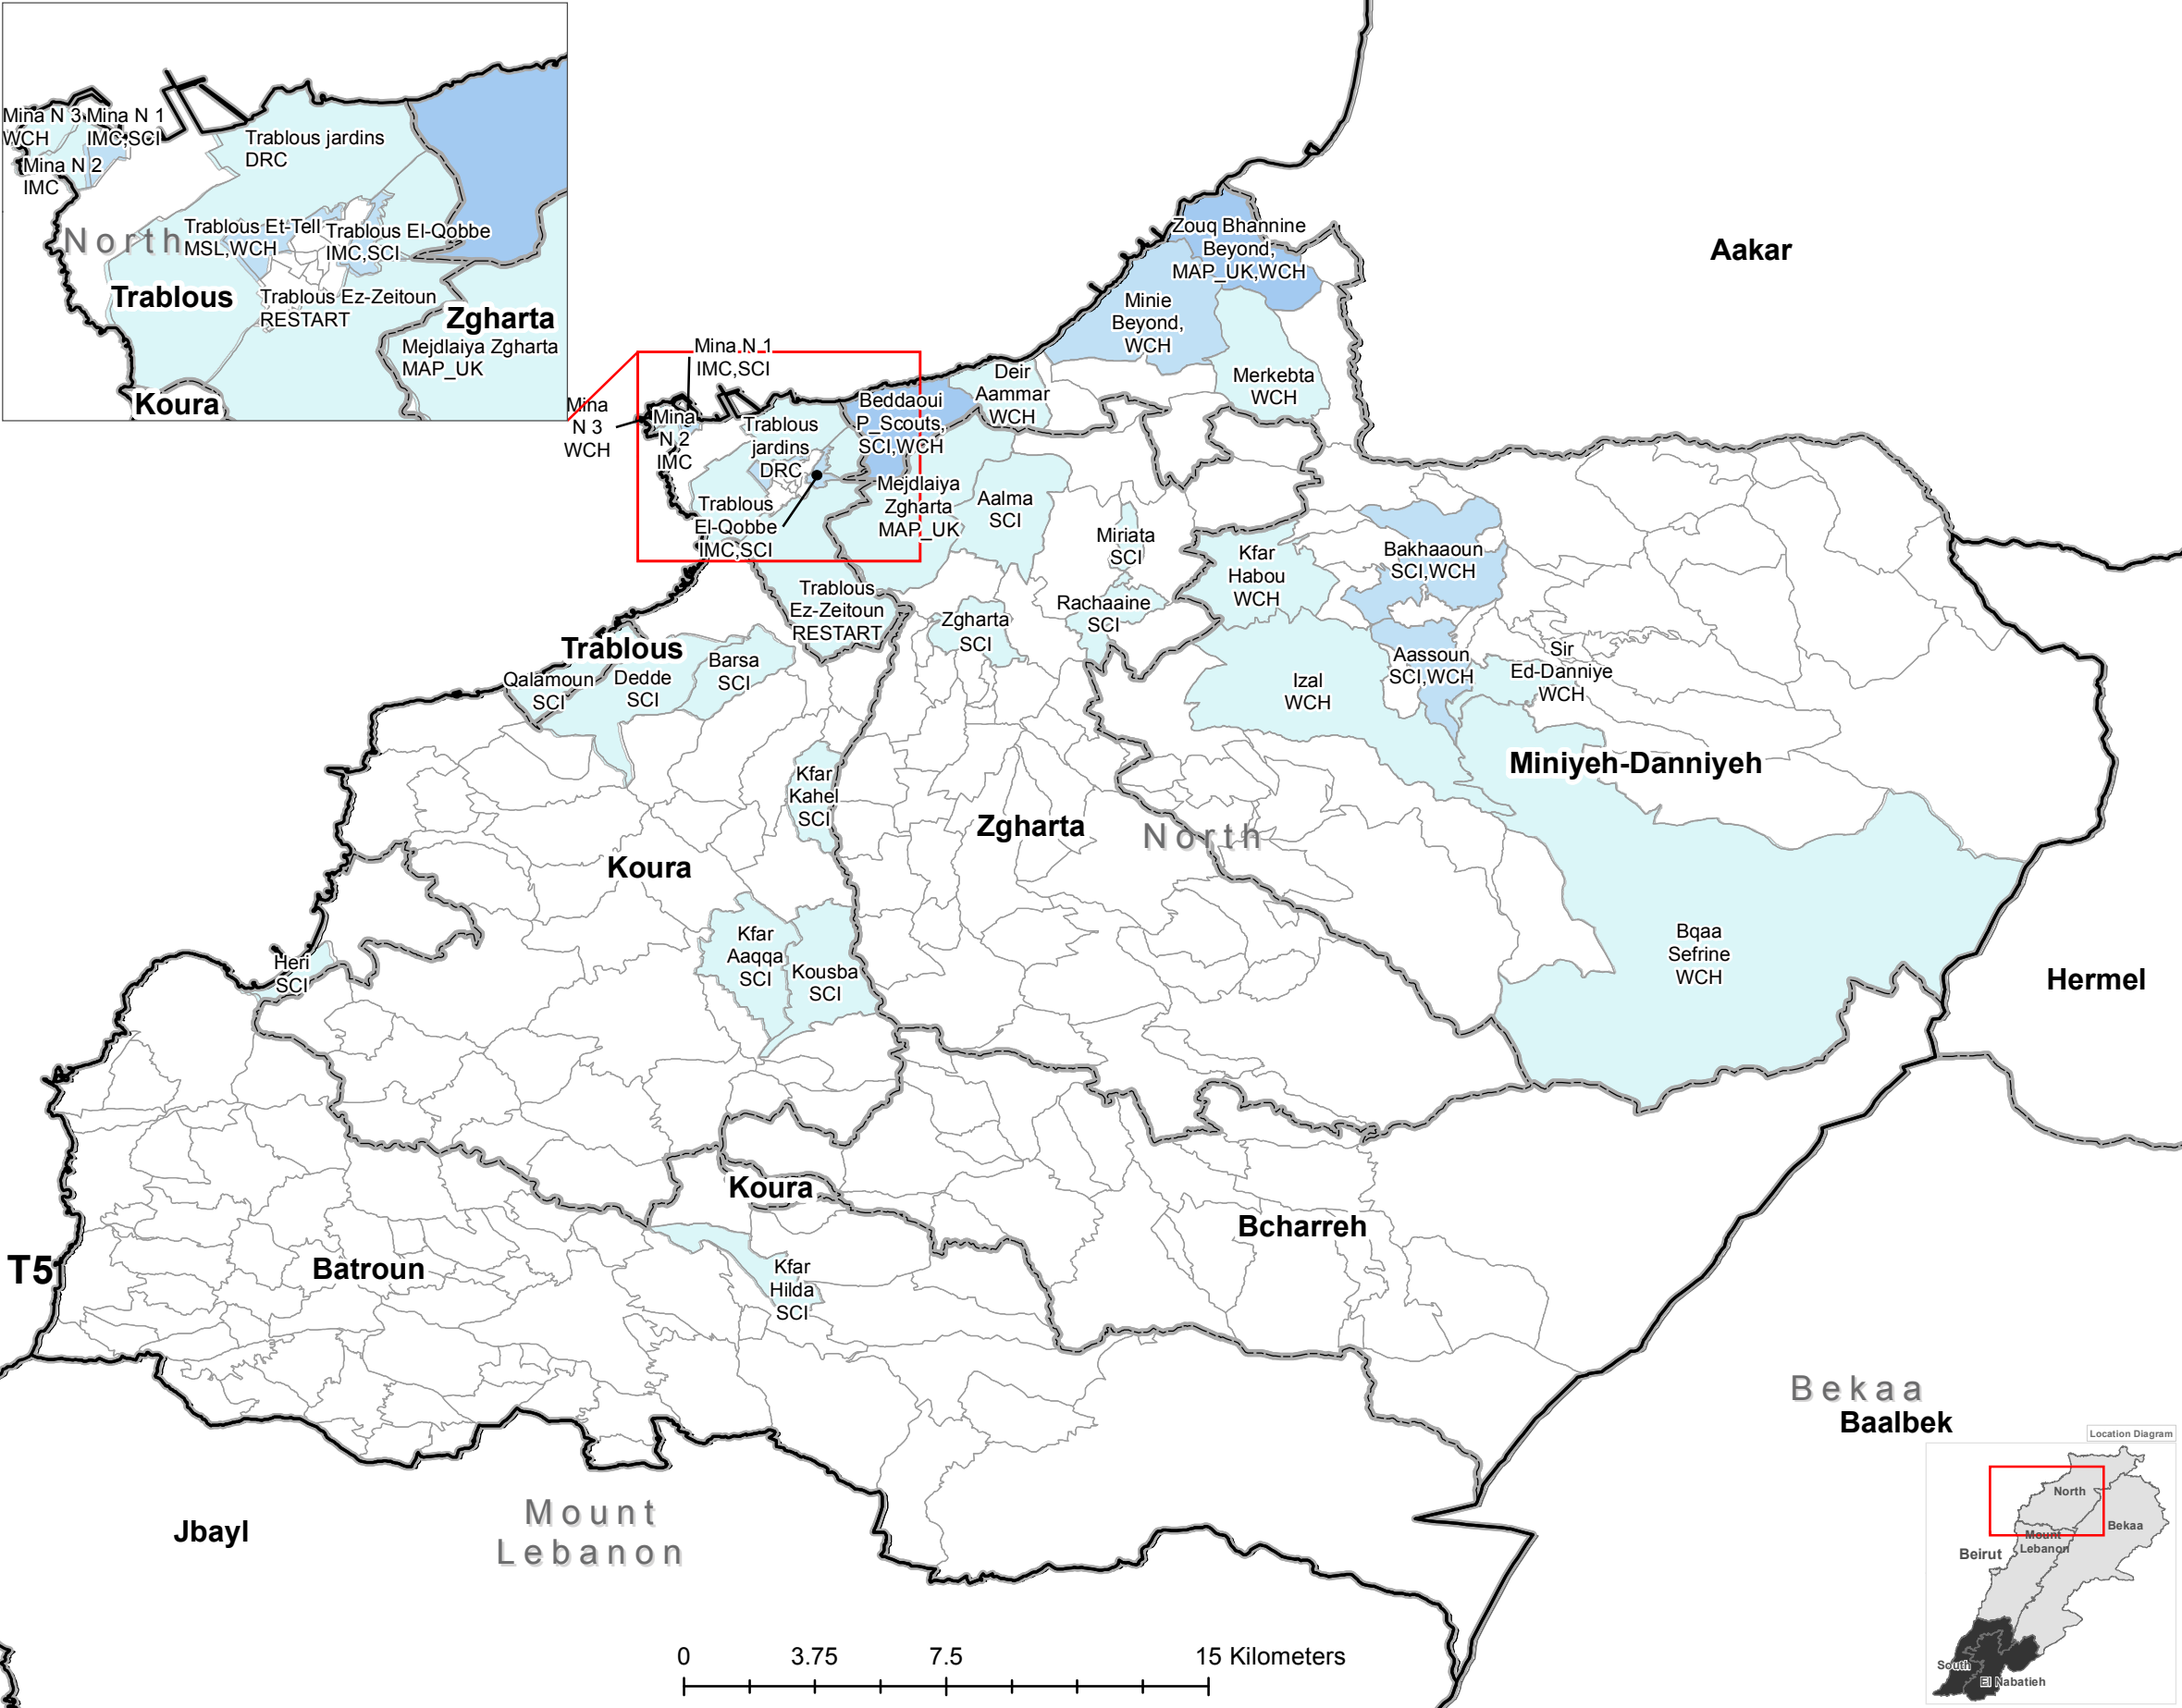 Mina N 3
WCH
Mina N 1
IMC,SCI
Mina N 2
IMC
Trablous jardins
DRC
North
Trablous Et-Tell
MSL,WCH
Trablous El-Qobbe
IMC,SCI
Trablous
Trablous Ez-Zeitoun
RESTART
Zgharta
Mejdlaiya Zgharta
MAP_UK
Koura
Aakar
Zouq Bhannine
Beyond,
MAP_UK,WCH
Minie
Beyond,
WCH
Merkebta
WCH
Mina N 1
IMC,SCI
Deir
Aammar
WCH
Mina
N 3
WCH
Mina
N 2
IMC
Trablous
jardins
DRC
Beddaoui
P_Scouts,
SCI,WCH
Mejdlaiya
Zgharta
MAP_UK
Aalma
SCI
Trablous
El-Qobbe
IMC,SCI
Miriata
SCI
Kfar
Habou
WCH
Bakhaaoun
SCI,WCH
Trablous
Ez-Zeitoun
RESTART
Zgharta
SCI
Rachaaine
SCI
Trablous
Qalamoun
SCI
Dedde
SCI
Barsa
SCI
Izal
WCH
Aassoun
SCI,WCH
Sir
Ed-Danniye
WCH
Miniyeh-Danniyeh
Kfar
Kahel
SCI
Zgharta
North
Koura
Kfar
Aaqqa
SCI
Kousba
SCI
Heri
SCI
Bqaa
Sefrine
WCH
Hermel
Koura
Bcharreh
T5
Batroun
Kfar
Hilda
SCI
Bekaa
Baalbek
Jbayl
Mount
Lebanon
0 3.75 7.5 15 Kilometers
Location Diagram
North
Bekaa
Mount
Lebanon
Beirut
South
El Nabatieh